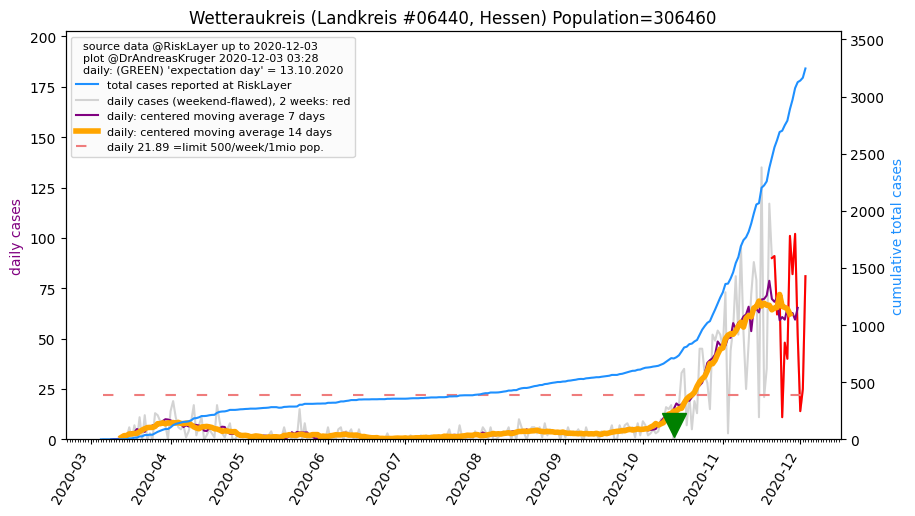 Wetteraukreis (Landkreis #06440, Hessen) Population=306460
source data @RiskLayer up to 2020-12-03
plot @DrAndreasKruger 2020-12-03 03:28
daily: (GREEN) 'expectation day' = 13.10.2020
total cases reported at RiskLayer
daily cases (weekend-flawed), 2 weeks: red
daily: centered moving average 7 days
daily: centered moving average 14 days
daily 21.89 =limit 500/week/1mio pop.
daily cases
200
175
150
125
100
75
50
25
0
cumulative total cases
3500
3000
2500
2000
1500
1000
500
0
2020-03
2020-04
2020-05
2020-06
2020-07
2020-08
2020-09
2020-10
2020-11
2020-12